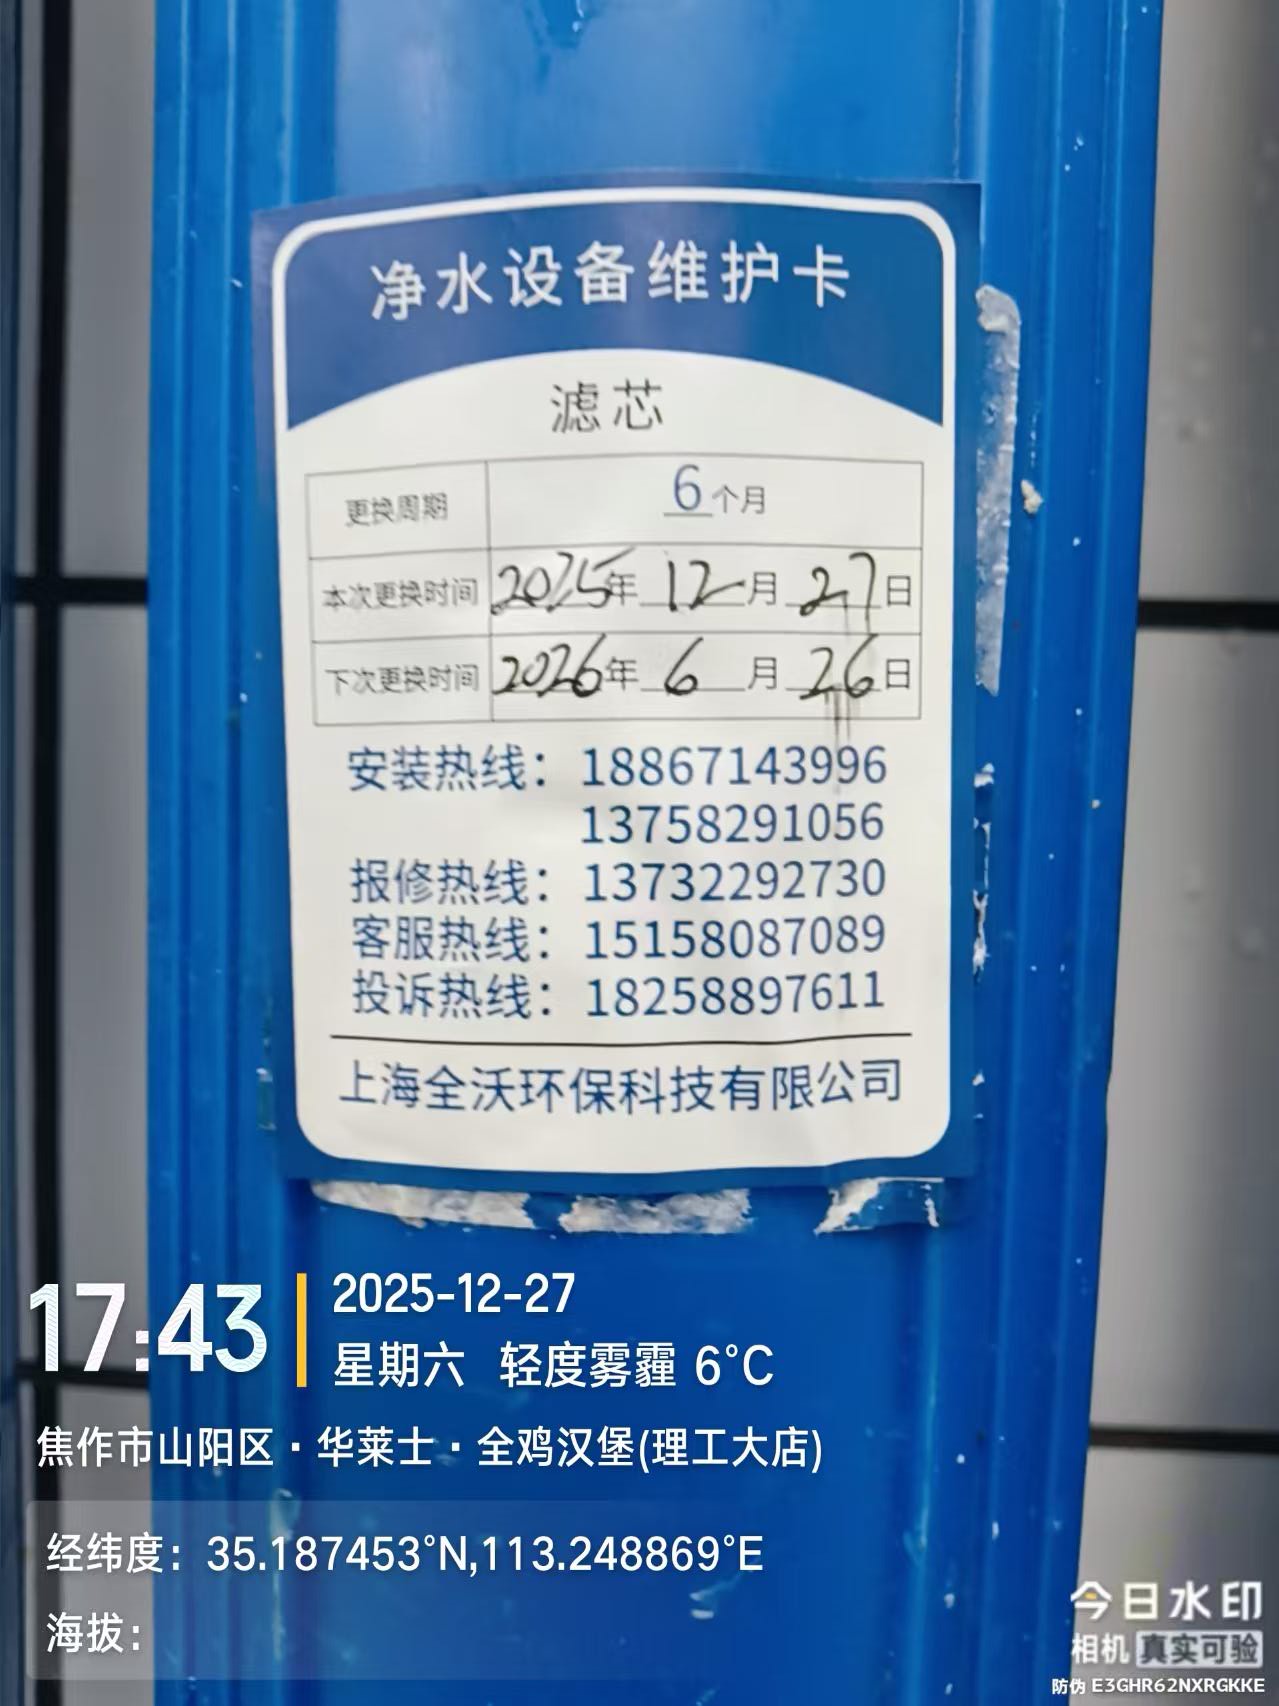 净水设备维护卡
滤芯
更换周期 6个月
本次更换时间 2025年12月27日
下次更换时间 2026年6月26日
安装热线：18867143996
13758291056
报修热线：13732292730
客服热线：15158087089
投诉热线：18258897611
上海全沃环保科技有限公司
17:43
2025-12-27
星期六 轻度雾霾 6°C
焦作市山阳区·华莱士·全鸡汉堡(理工大店)
经纬度：35.187453°N,113.248869°E
海拔：
今日水印
相机 真实可验
防伪 E3GHR62NXRGKKE